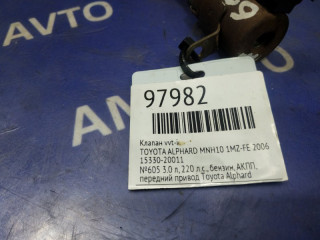 АВТО
97982
Клапан vvt-i
TOYOTA ALPHARD MNH10 1MZ-FE 2006
15330-20011
№605 3.0 л, 220 л.с., бензин, АКПП,
передний привод Toyota Alphard